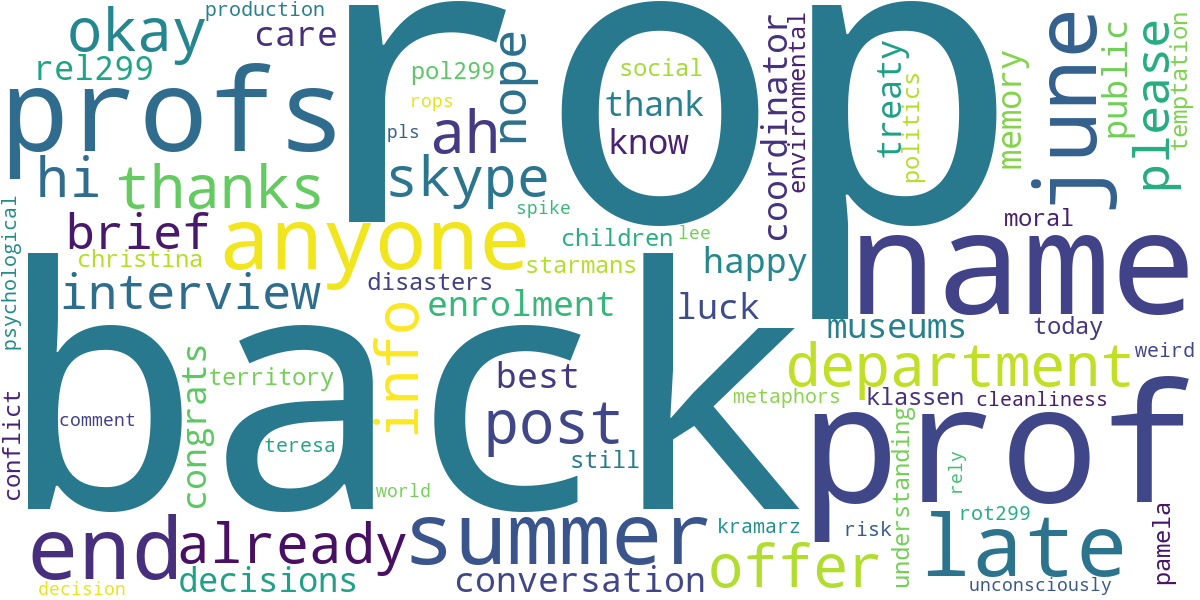 production
okay
care
rel299
profs
rop
pol299
social
rops
thank
nope
pls
ah
know
coordinator
environmental
treaty
politics
memory
june
public
please
temptation
hi
thanks
skype
psychological
brief
anyone
spike
children
lee
moral
christina
starmans
disasters
happy
name
interview
info
enrolment
luck
museums
today
back
congrats
territory
best
department
weird
conflict
comment
post
metaphors
klassen
cleanliness
teresa
still
prof
understanding
rely
world
end
already
summer
kramarz
risk
late
rot299
pamela
decisions
conversation
offer
unconsciously
decision